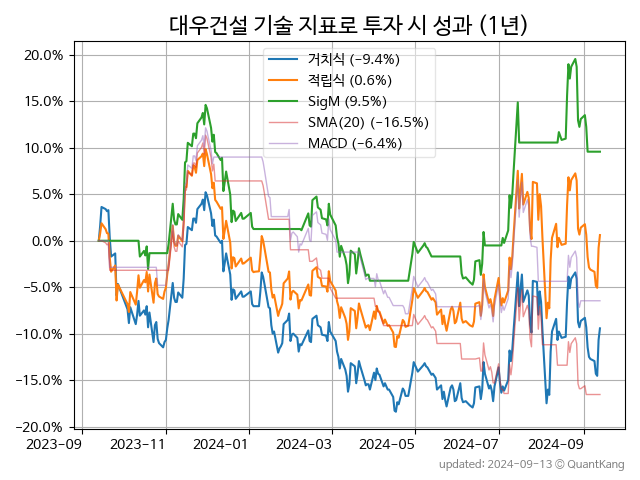 대우건설 기술 지표로 투자 시 성과 (1년)
20.0%
15.0%
10.0%
5.0%
0.0%
−5.0%
−10.0%
−15.0%
−20.0%
거치식 (−9.4%)
적립식 (0.6%)
SigM (9.5%)
SMA(20) (−16.5%)
MACD (−6.4%)
2023-09 2023-11 2024-01 2024-03 2024-05 2024-07 2024-09
updated: 2024-09-13 © QuantKang